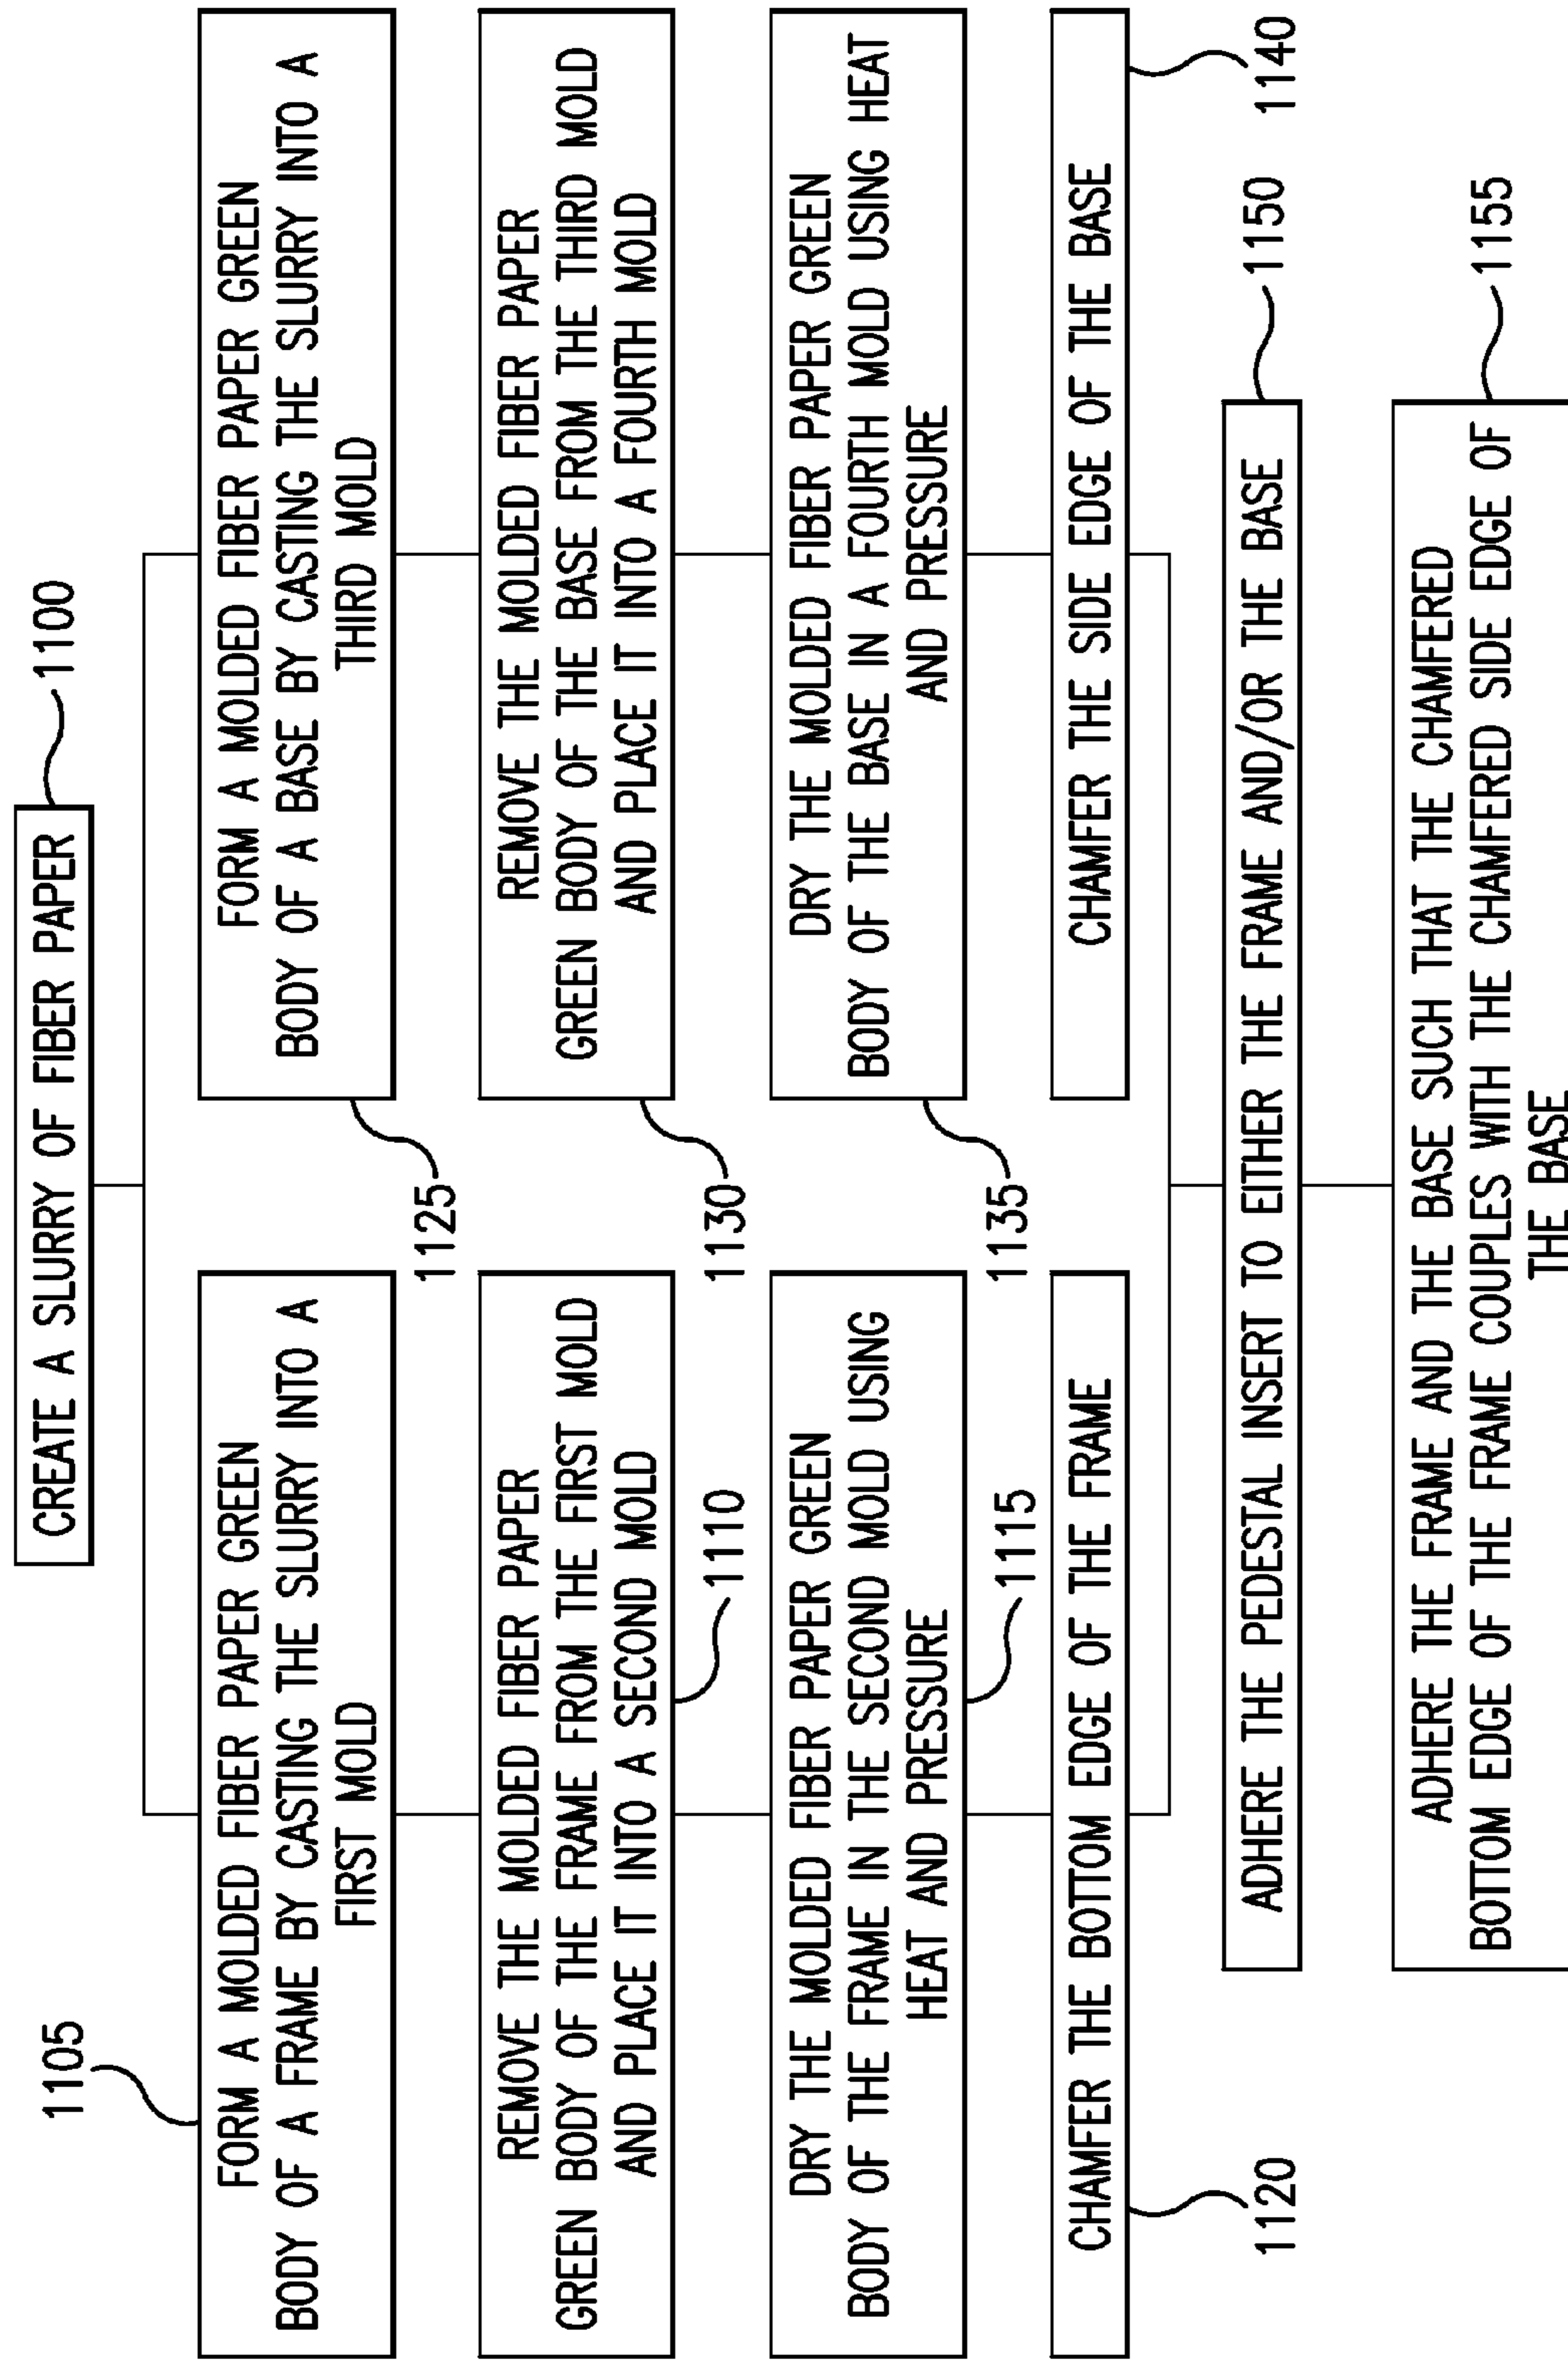 CREATE A SLURRY OF FIBER PAPER
1100
1105
FORM A MOLDED FIBER PAPER GREEN
BODY OF A FRAME BY CASTING THE SLURRY INTO A
FIRST MOLD
REMOVE THE MOLDED FIBER PAPER
GREEN BODY OF THE FRAME FROM THE FIRST MOLD
AND PLACE IT INTO A SECOND MOLD
1110
DRY THE MOLDED FIBER PAPER GREEN
BODY OF THE FRAME IN THE SECOND MOLD USING
HEAT AND PRESSURE
1115
CHAMFER THE BOTTOM EDGE OF THE FRAME
1120
FORM A MOLDED FIBER PAPER GREEN
BODY OF A BASE BY CASTING THE SLURRY INTO A
THIRD MOLD
1125
REMOVE THE MOLDED FIBER PAPER
GREEN BODY OF THE BASE FROM THE THIRD MOLD
AND PLACE IT INTO A FOURTH MOLD
1130
DRY THE MOLDED FIBER PAPER GREEN
BODY OF THE BASE IN A FOURTH MOLD USING HEAT
AND PRESSURE
1135
CHAMFER THE SIDE EDGE OF THE BASE
1140
ADHERE THE PEDESTAL INSERT TO EITHER THE FRAME AND/OR THE BASE
1150
ADHERE THE FRAME AND THE BASE SUCH THAT THE CHAMFERED
BOTTOM EDGE OF THE FRAME COUPLES WITH THE CHAMFERED SIDE EDGE OF
THE BASE
1155